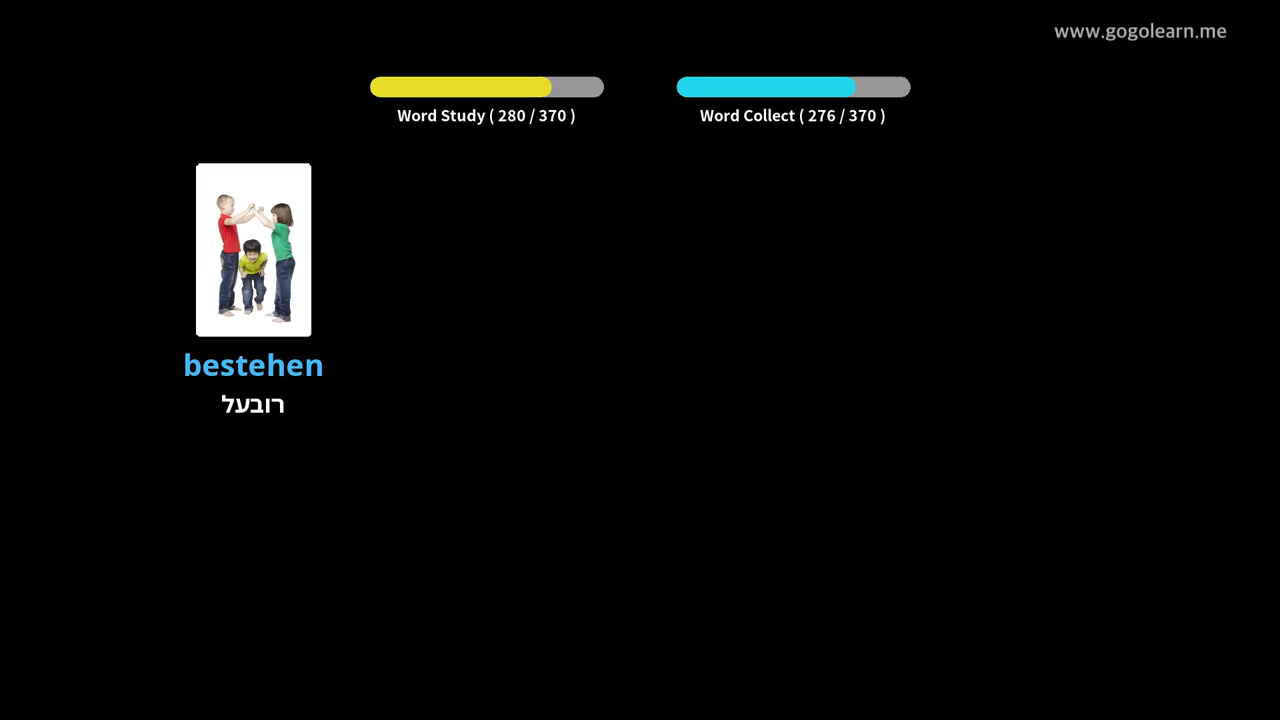 www.gogolearn.me
Word Study ( 280 / 370 )
Word Collect ( 276 / 370 )
bestehen
רובעל